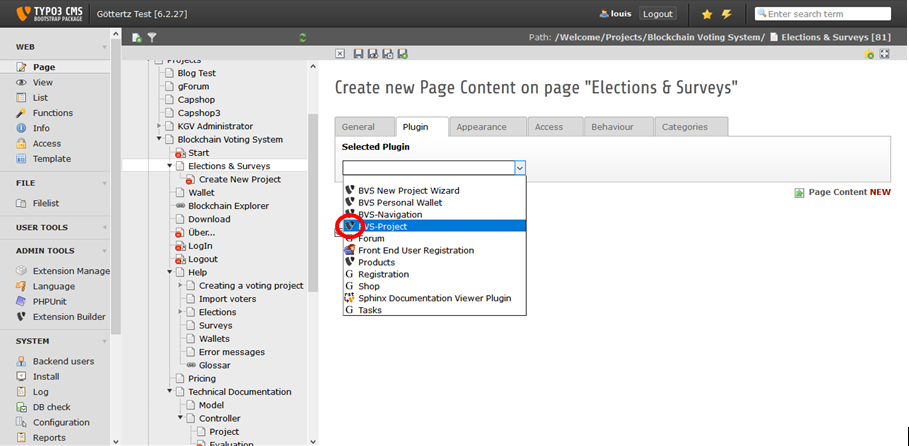 TYPO3 CMS
BOOTSTRAP PACKAGE
Göttertz Test [6.2.27]
louis
Logout
Enter search term
Path: /Welcome/Projects/Blockchain Voting System/ Elections & Surveys [81]
WEB
Page
View
List
Functions
Info
Access
Template
FILE
Filelist
USER TOOLS
ADMIN TOOLS
Extension Manage
Language
PHPUnit
Extension Builder
SYSTEM
Backend users
Install
Log
DB check
Configuration
Reports
Projects
Blog Test
gForum
Capshop
Capshop3
KGV Administrator
Blockchain Voting System
Start
Elections & Surveys
Create New Project
Wallet
Blockchain Explorer
Download
Über...
LogIn
Logout
Help
Creating a voting project
Import voters
Elections
Surveys
Wallets
Error messages
Glossar
Pricing
Technical Documentation
Model
Controller
Project
Evaluation
Create new Page Content on page "Elections & Surveys"
General
Plugin
Appearance
Access
Behaviour
Categories
Selected Plugin
BVS New Project Wizard
BVS Personal Wallet
BVS-Navigation
BVS-Project
Forum
Front End User Registration
Products
Registration
Shop
Sphinx Documentation Viewer Plugin
Tasks
Page Content NEW